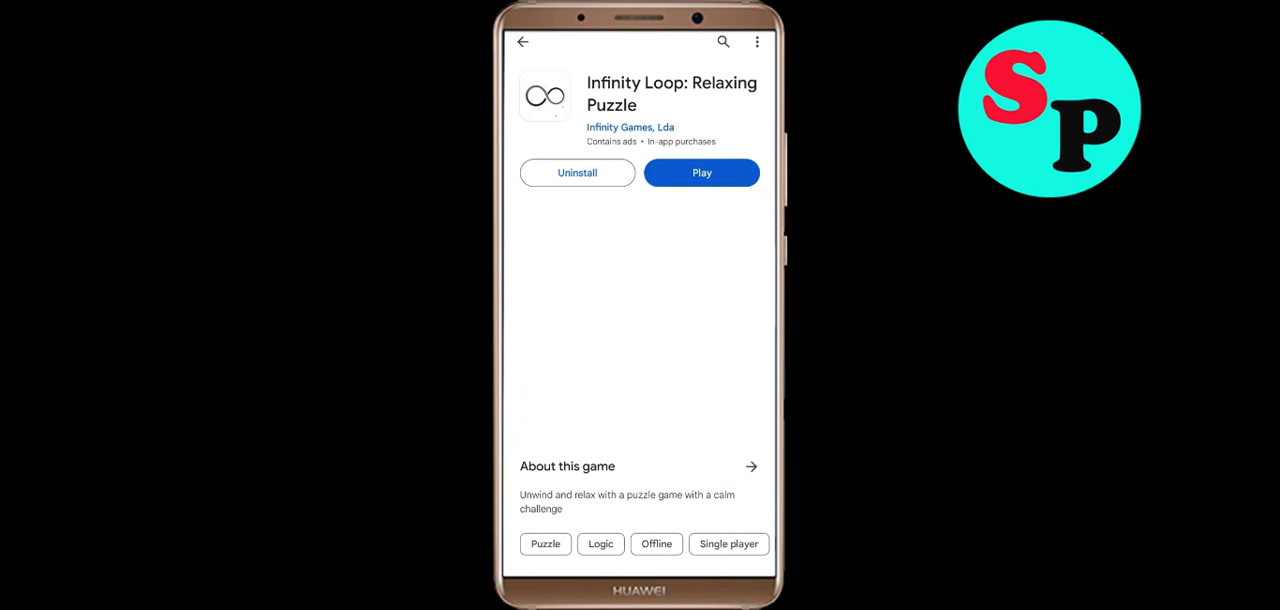 Infinity Loop: Relaxing
Puzzle
Infinity Games, Lda
Contains ads • In-app purchases
Uninstall
Play
About this game
Unwind and relax with a puzzle game with a calm
challenge
Puzzle
Logic
Offline
Single player
HUAWEI
SP